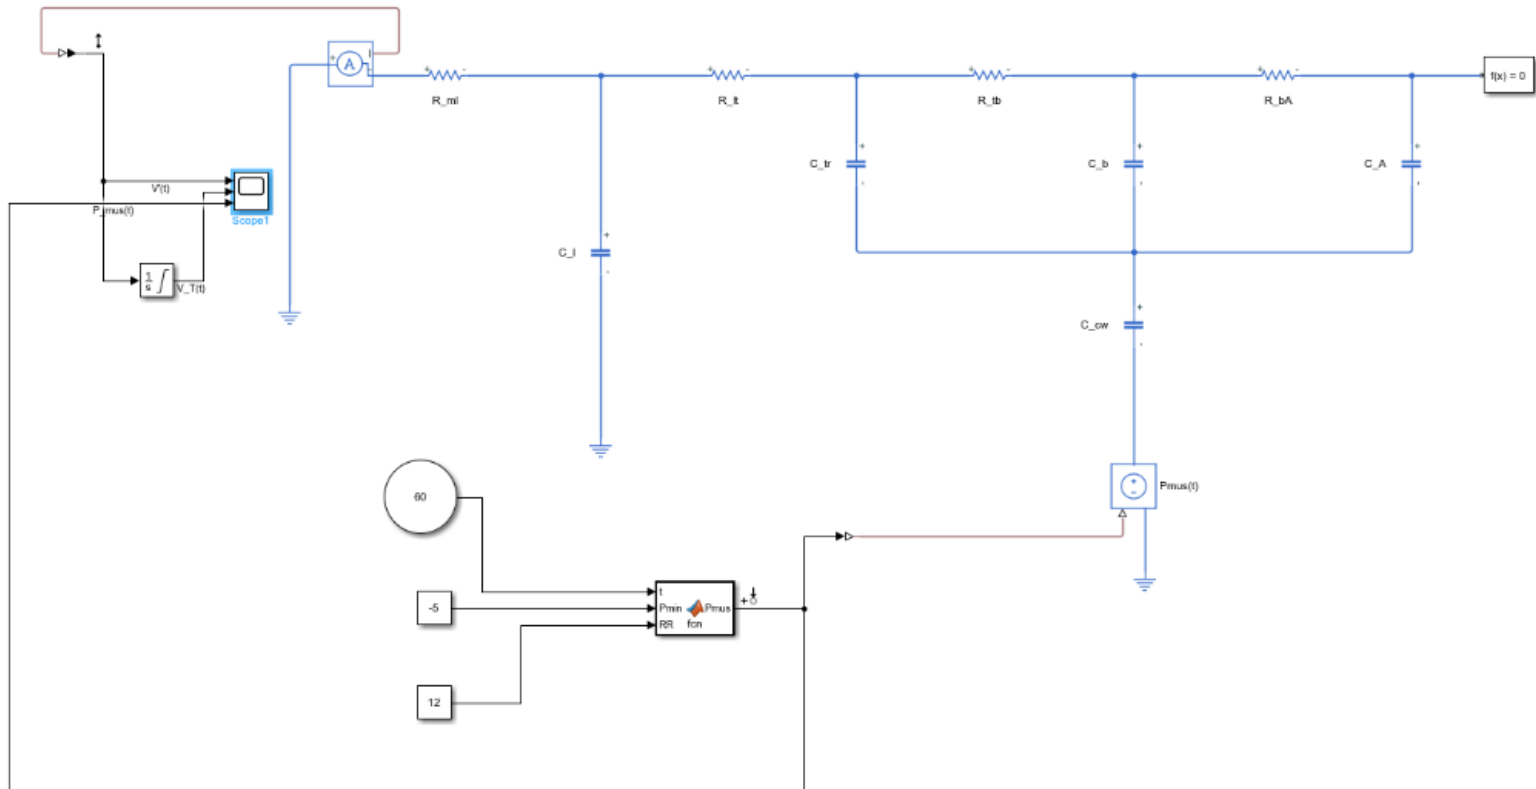 A
I
R_ml
R_lt
R_tb
R_bA
f(x) = 0
C_tr
C_b
C_A
V'(t)
P_mus(t)
Scope1
C_l
1
s
V_T(t)
C_cw
60
Pmus(t)
t
-5
Pmin
Pmus
RR
fcn
12